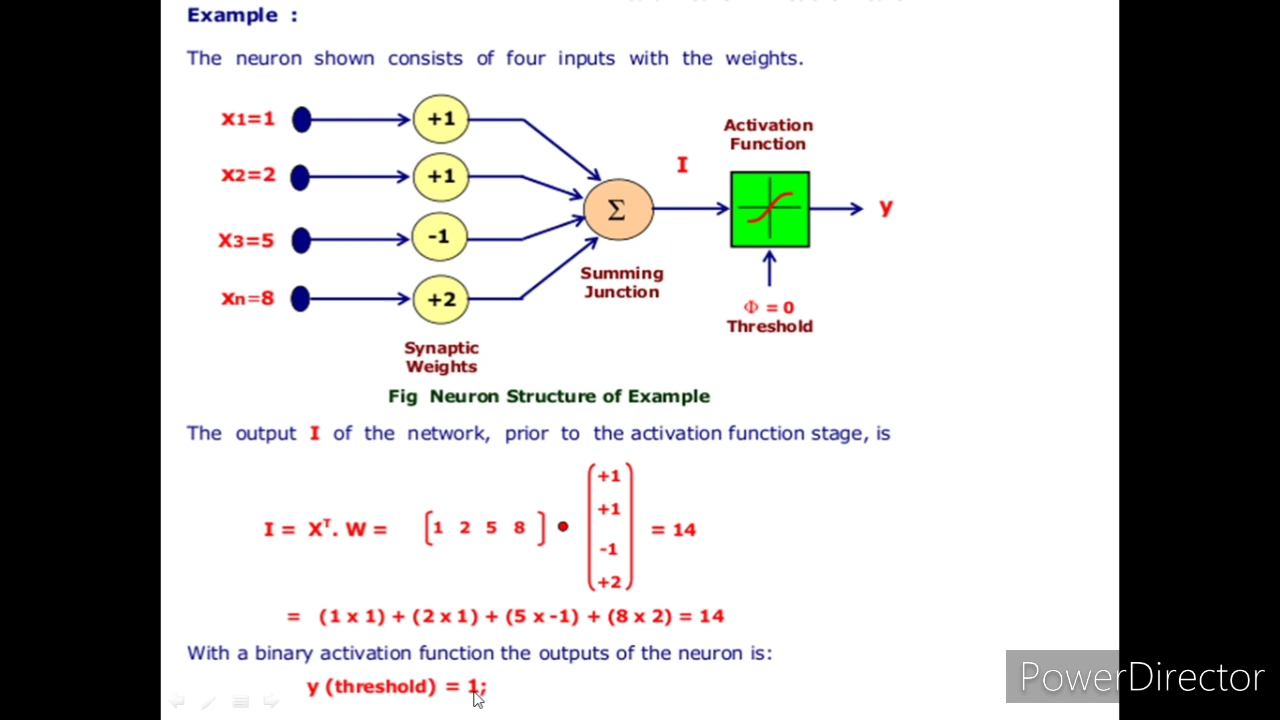 Example :
The neuron shown consists of four inputs with the weights.
X1=1
+1
Activation
Function
X2=2
+1
I
Σ
y
X3=5
-1
Summing
Junction
Xn=8
+2
Φ = 0
Threshold
Synaptic
Weights
Fig Neuron Structure of Example
The output I of the network, prior to the activation function stage, is
+1
+1
I = Xᵀ. W = [1 2 5 8] • = 14
-1
+2
= (1 x 1) + (2 x 1) + (5 x -1) + (8 x 2) = 14
With a binary activation function the outputs of the neuron is:
y (threshold) = 1;
PowerDirector